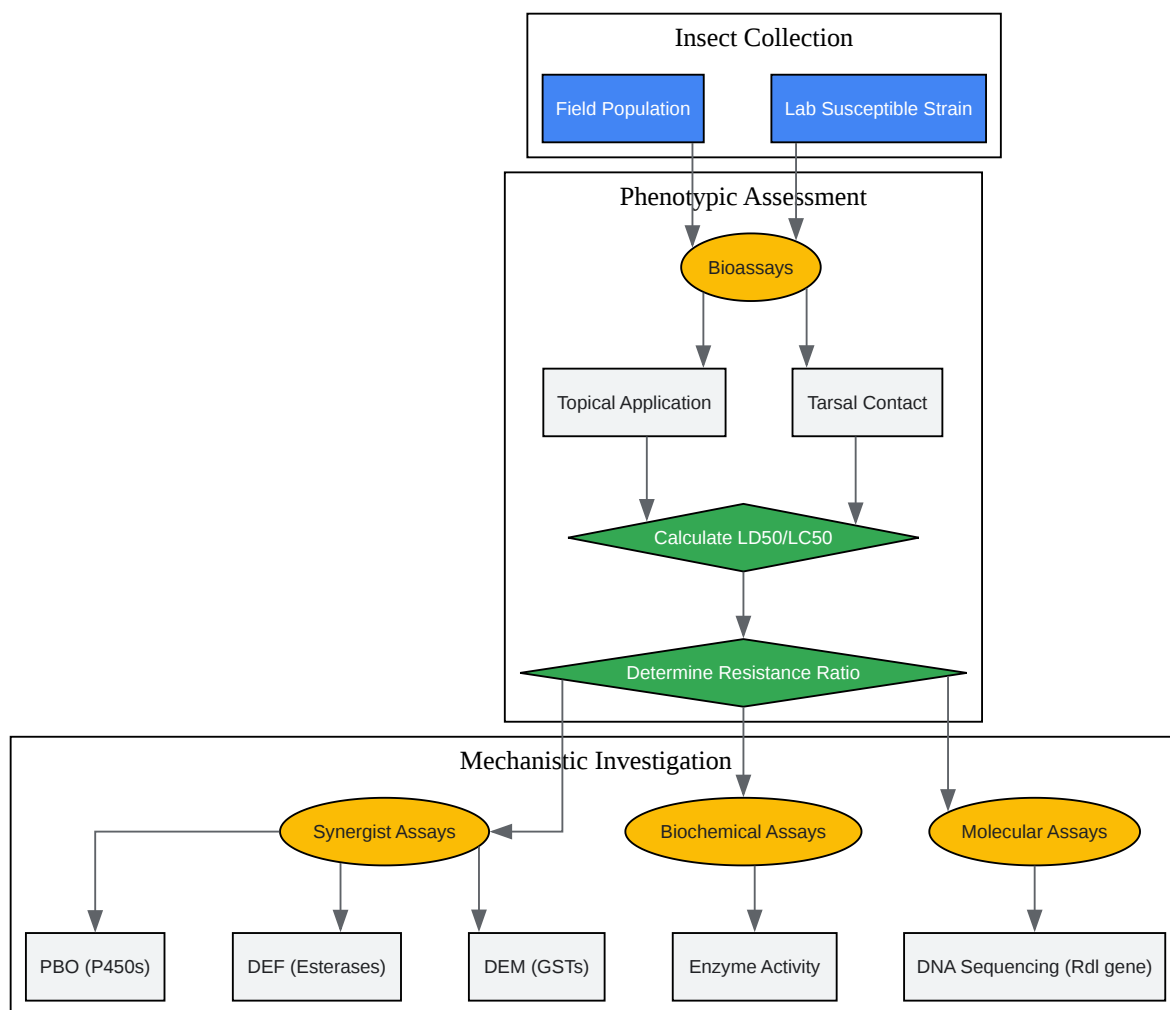 Insect Collection
Field Population
Lab Susceptible Strain
Phenotypic Assessment
Bioassays
Topical Application
Tarsal Contact
Calculate LD50/LC50
Determine Resistance Ratio
Mechanistic Investigation
Synergist Assays
Biochemical Assays
Molecular Assays
PBO (P450s)
DEF (Esterases)
DEM (GSTs)
Enzyme Activity
DNA Sequencing (Rdl gene)